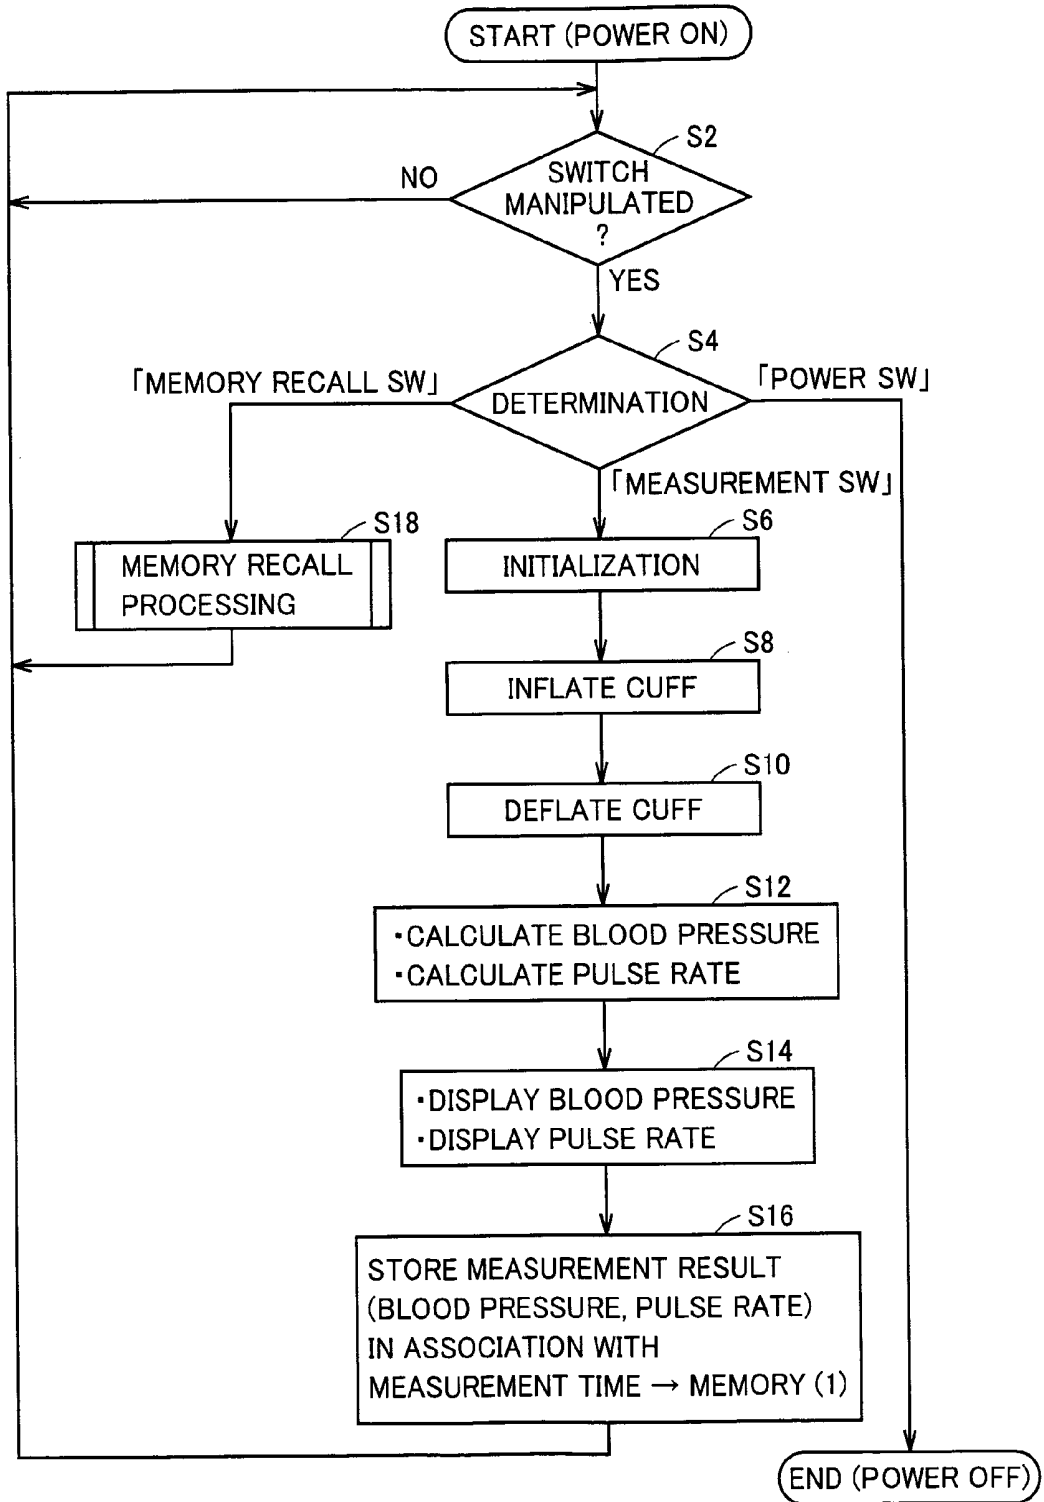 START (POWER ON)
S2
NO
SWITCH
MANIPULATED
?
YES
S4
「MEMORY RECALL SW」
DETERMINATION
「POWER SW」
「MEASUREMENT SW」
S18
MEMORY RECALL
PROCESSING
S6
INITIALIZATION
S8
INFLATE CUFF
S10
DEFLATE CUFF
S12
・CALCULATE BLOOD PRESSURE
・CALCULATE PULSE RATE
S14
・DISPLAY BLOOD PRESSURE
・DISPLAY PULSE RATE
S16
STORE MEASUREMENT RESULT
(BLOOD PRESSURE, PULSE RATE)
IN ASSOCIATION WITH
MEASUREMENT TIME → MEMORY (1)
END (POWER OFF)